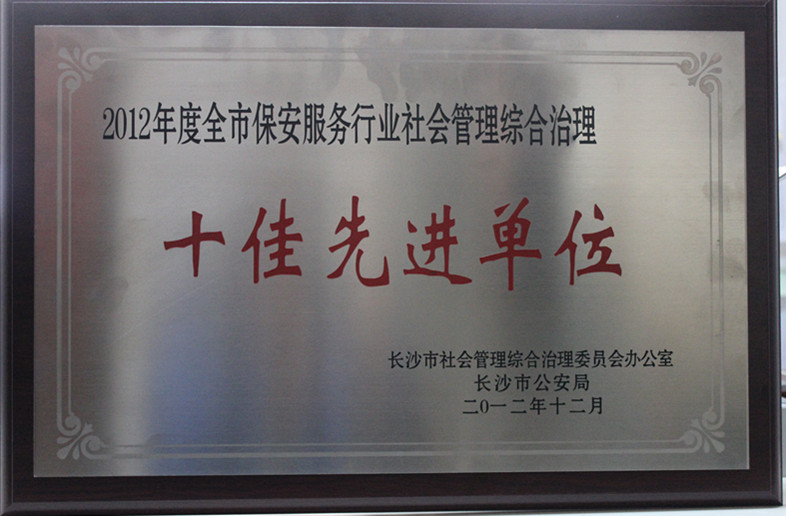 2012年度全市保安服务行业社会管理综合治理
十佳先进单位
长沙市社会管理综合治理委员会办公室
长沙市公安局
二0一二年十二月